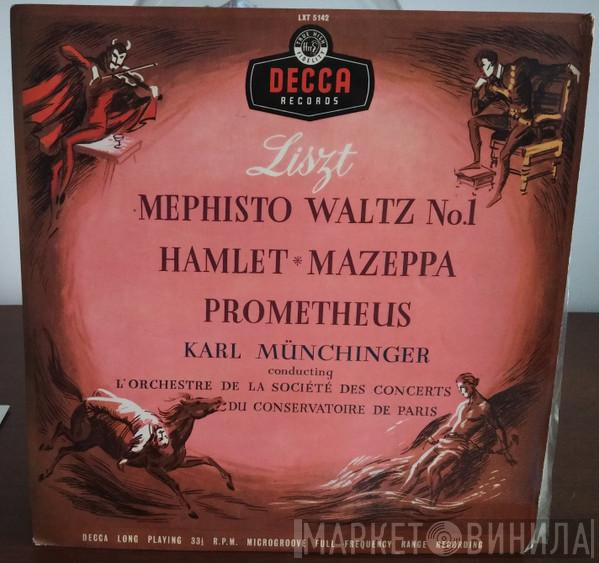 LXT 5142
DECCA
RECORDS
Liszt
MEPHISTO WALTZ No.1
HAMLET * MAZEPPA
PROMETHEUS
KARL MÜNCHINGER
conducting
L'ORCHESTRE DE LA SOCIÉTÉ DES CONCERTS
DU CONSERVATOIRE DE PARIS
DECCA LONG PLAYING 33⅓ R.P.M. MICROGROOVE FULL FREQUENCY RANGE RECORDING
МАРКЕТ ВИНИЛА